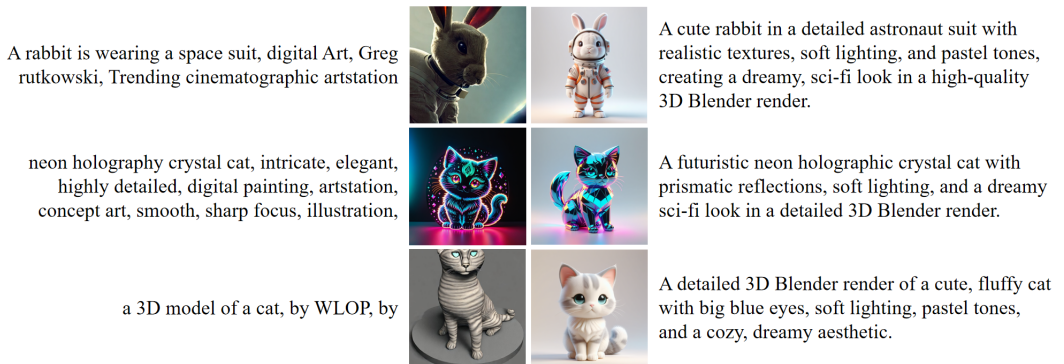 A rabbit is wearing a space suit, digital Art, Greg
rutkowski, Trending cinematographic artstation
A cute rabbit in a detailed astronaut suit with
realistic textures, soft lighting, and pastel tones,
creating a dreamy, sci-fi look in a high-quality
3D Blender render.
neon holography crystal cat, intricate, elegant,
highly detailed, digital painting, artstation,
concept art, smooth, sharp focus, illustration,
A futuristic neon holographic crystal cat with
prismatic reflections, soft lighting, and a dreamy
sci-fi look in a detailed 3D Blender render.
a 3D model of a cat, by WLOP, by
A detailed 3D Blender render of a cute, fluffy cat
with big blue eyes, soft lighting, pastel tones,
and a cozy, dreamy aesthetic.